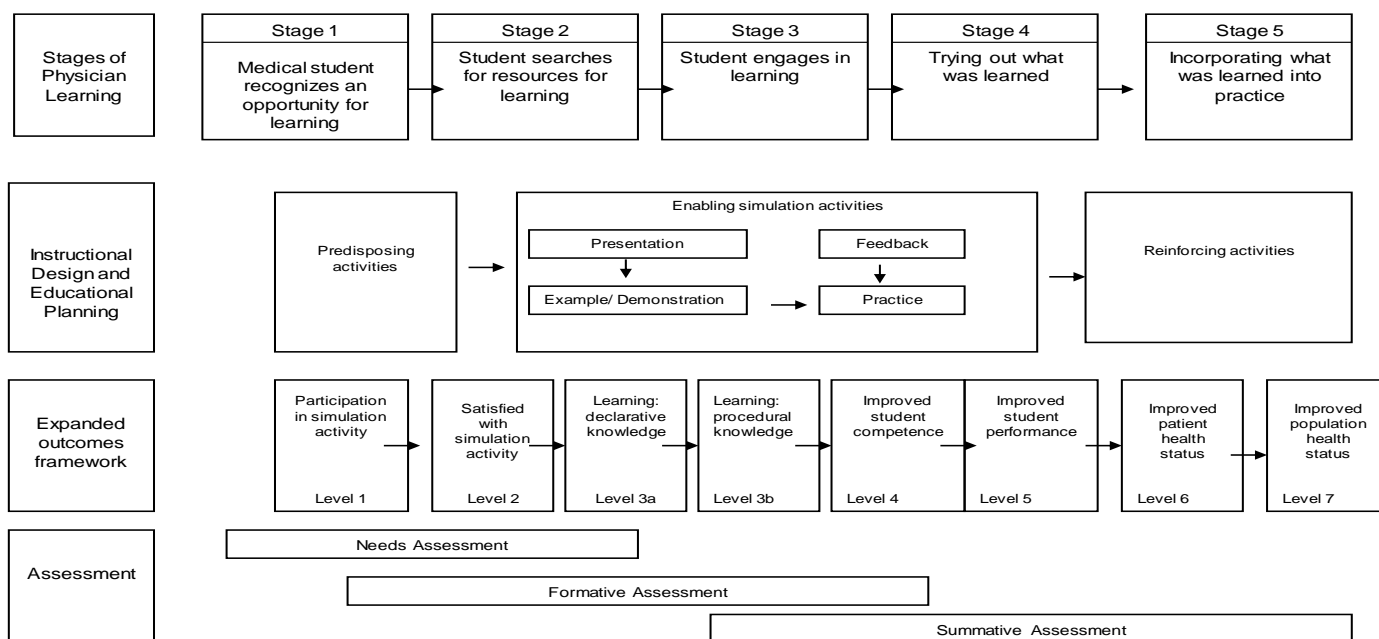 Stages of
Physician
Learning
Stage 1
Medical student
recognizes an
opportunity for
learning
Stage 2
Student searches
for resources for
learning
Stage 3
Student engages in
learning
Stage 4
Trying out what
was learned
Stage 5
Incorporating what
was learned into
practice
Instructional
Design and
Educational
Planning
Predisposing
activities
Enabling simulation activities
Presentation
Feedback
Example/ Demonstration
Practice
Reinforcing activities
Expanded
outcomes
framework
Participation
in simulation
activity
Level 1
Satisfied
with
simulation
activity
Level 2
Learning:
declarative
knowledge
Level 3a
Learning:
procedural
knowledge
Level 3b
Improved
student
competence
Level 4
Improved
student
performance
Level 5
Improved
patient
health
status
Level 6
Improved
population
health
status
Level 7
Assessment
Needs Assessment
Formative Assessment
Summative Assessment